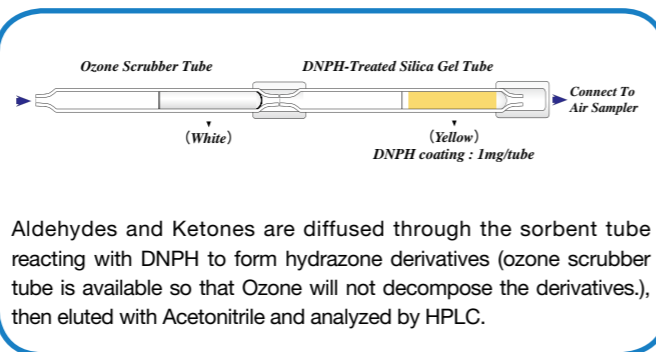 Ozone Scrubber Tube
DNPH-Treated Silica Gel Tube
Connect To
Air Sampler
(White)
(Yellow)
DNPH coating : 1mg/tube
Aldehydes and Ketones are diffused through the sorbent tube
reacting with DNPH to form hydrazone derivatives (ozone scrubber
tube is available so that Ozone will not decompose the derivatives.),
then eluted with Acetonitrile and analyzed by HPLC.